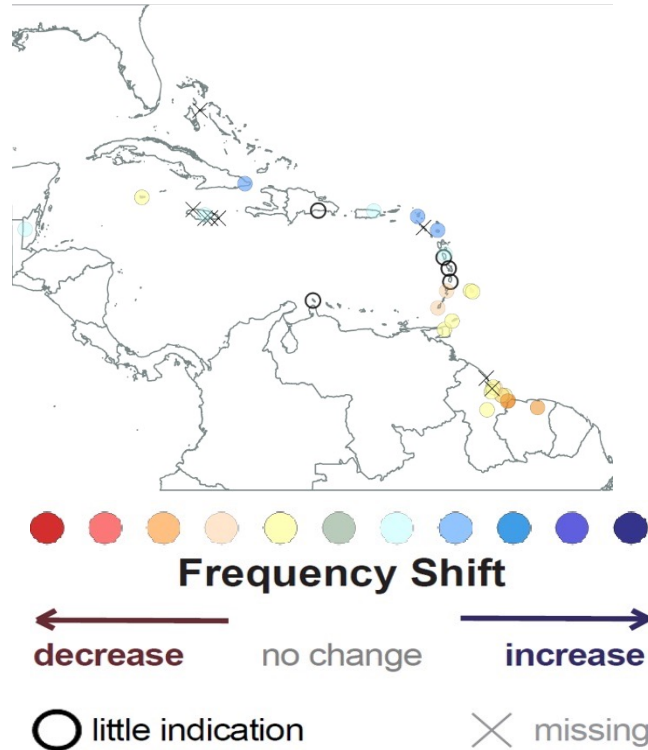 Frequency Shift
decrease
no change
increase
little indication
missing